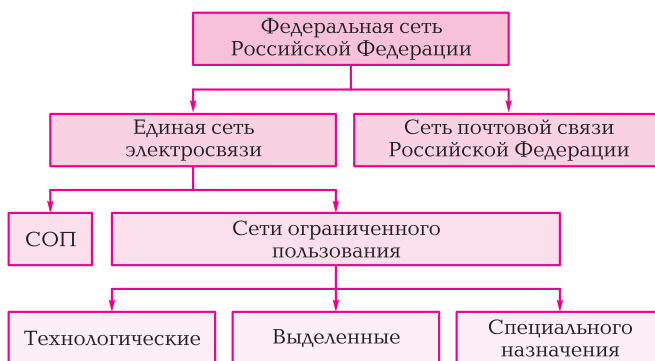 Федеральная сеть
Российской Федерации
Единая сеть
электросвязи
Сеть почтовой связи
Российской Федерации
СОП
Сети ограниченного
пользования
Технологические
Выделенные
Специального
назначения